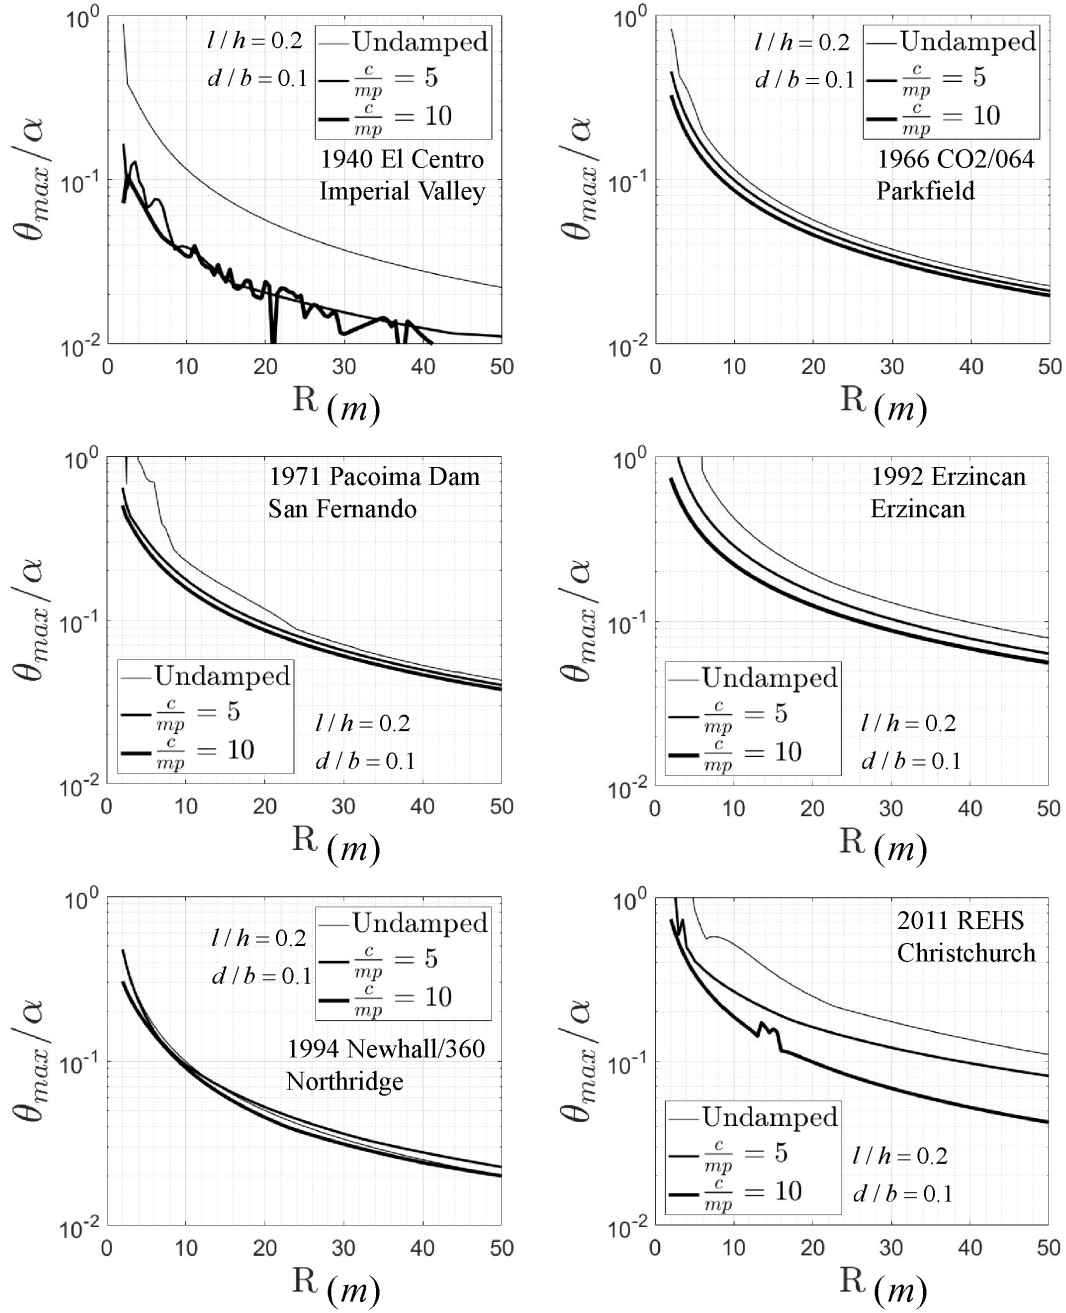 10^0
10^-1
10^-2
θ_max/α
l / h = 0.2
d / b = 0.1
Undamped
c/mp = 5
c/mp = 10
1940 El Centro
Imperial Valley
0 10 20 30 40 50
R (m)
10^0
10^-1
10^-2
θ_max/α
l / h = 0.2
d / b = 0.1
Undamped
c/mp = 5
c/mp = 10
1966 CO2/064
Parkfield
0 10 20 30 40 50
R (m)
10^0
10^-1
10^-2
θ_max/α
1971 Pacoima Dam
San Fernando
Undamped
c/mp = 5
c/mp = 10
l / h = 0.2
d / b = 0.1
0 10 20 30 40 50
R (m)
10^0
10^-1
10^-2
θ_max/α
1992 Erzincan
Erzincan
Undamped
c/mp = 5
c/mp = 10
l / h = 0.2
d / b = 0.1
0 10 20 30 40 50
R (m)
10^0
10^-1
10^-2
θ_max/α
l / h = 0.2
d / b = 0.1
Undamped
c/mp = 5
c/mp = 10
1994 Newhall/360
Northridge
0 10 20 30 40 50
R (m)
10^0
10^-1
10^-2
θ_max/α
2011 REHS
Christchurch
Undamped
c/mp = 5
c/mp = 10
l / h = 0.2
d / b = 0.1
0 10 20 30 40 50
R (m)